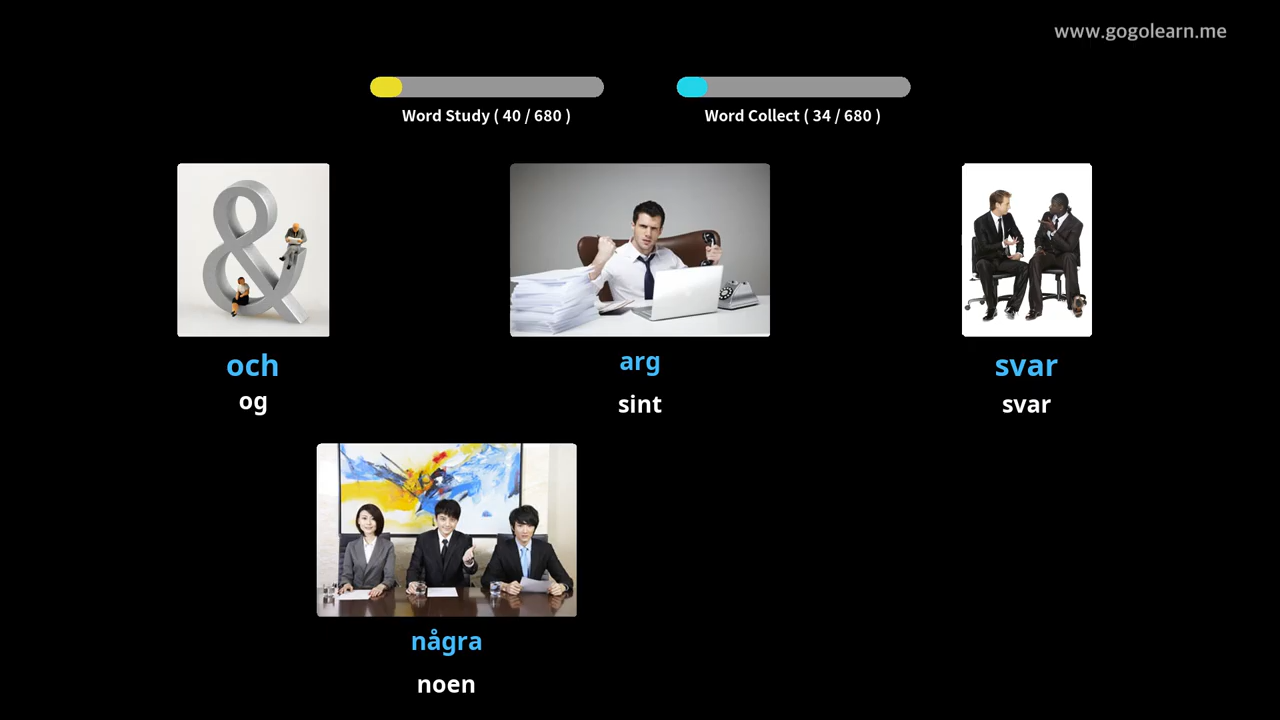 www.gogolearn.me
Word Study ( 40 / 680 )
Word Collect ( 34 / 680 )
&
och
og
arg
sint
svar
svar
några
noen